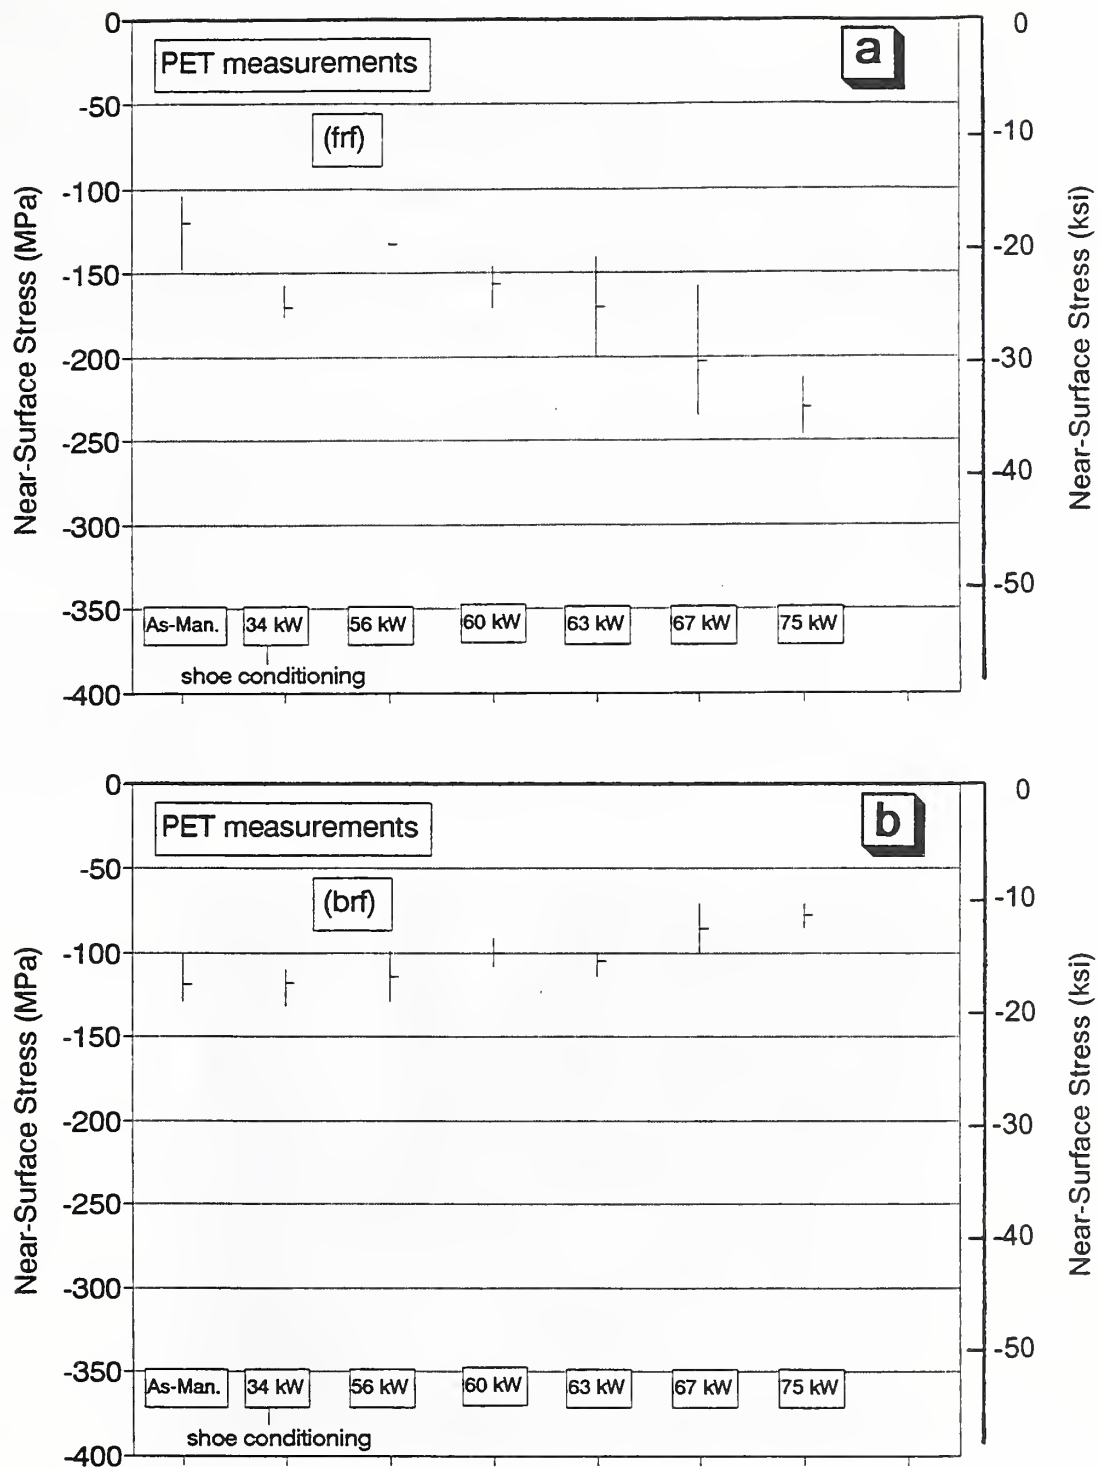 a
PET measurements
(frf)
Near-Surface Stress (MPa)
0
-50
-100
-150
-200
-250
-300
-350
-400
0
-10
-20
-30
-40
-50
Near-Surface Stress (ksi)
As-Man.
34 kW
56 kW
60 kW
63 kW
67 kW
75 kW
shoe conditioning
b
PET measurements
(brf)
Near-Surface Stress (MPa)
0
-50
-100
-150
-200
-250
-300
-350
-400
0
-10
-20
-30
-40
-50
Near-Surface Stress (ksi)
As-Man.
34 kW
56 kW
60 kW
63 kW
67 kW
75 kW
shoe conditioning